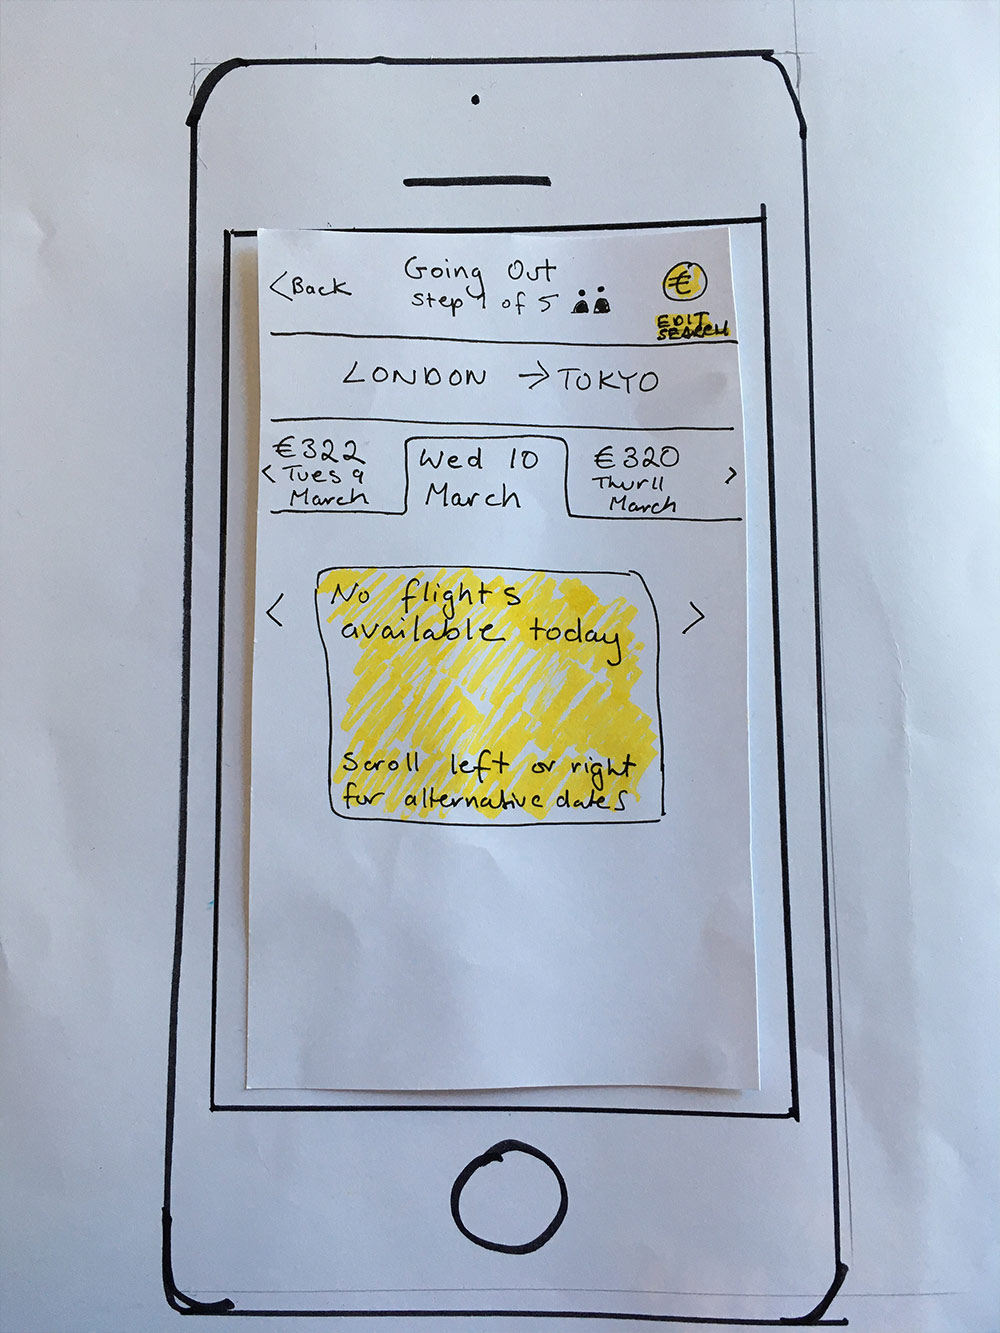 <Back
Going Out
Step 1 of 5
€
EDIT
SEARCH
LONDON → TOKYO
€322
Tues 9
March
Wed 10
March
€320
Thur 11
March
< >
No flights
available today
< >
Scroll left or right
for alternative dates